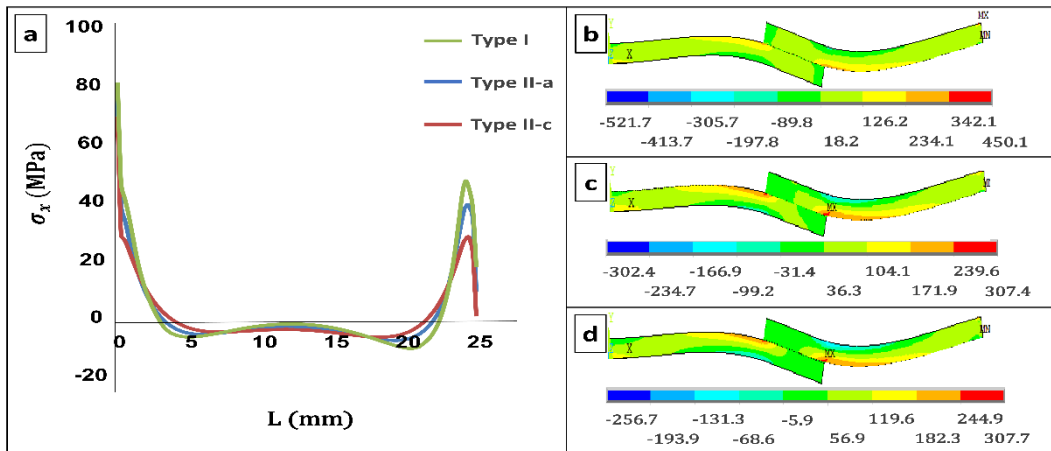 a
100
80
60
40
20
0
-20
σx (MPa)
Type I
Type II-a
Type II-c
0 5 10 15 20 25
L (mm)
b
Y
X
MX
MN
-521.7 -305.7 -89.8 126.2 342.1
-413.7 -197.8 18.2 234.1 450.1
c
Y
X
MX
M
-302.4 -166.9 -31.4 104.1 239.6
-234.7 -99.2 36.3 171.9 307.4
d
Y
X
MX
MN
-256.7 -131.3 -5.9 119.6 244.9
-193.9 -68.6 56.9 182.3 307.7